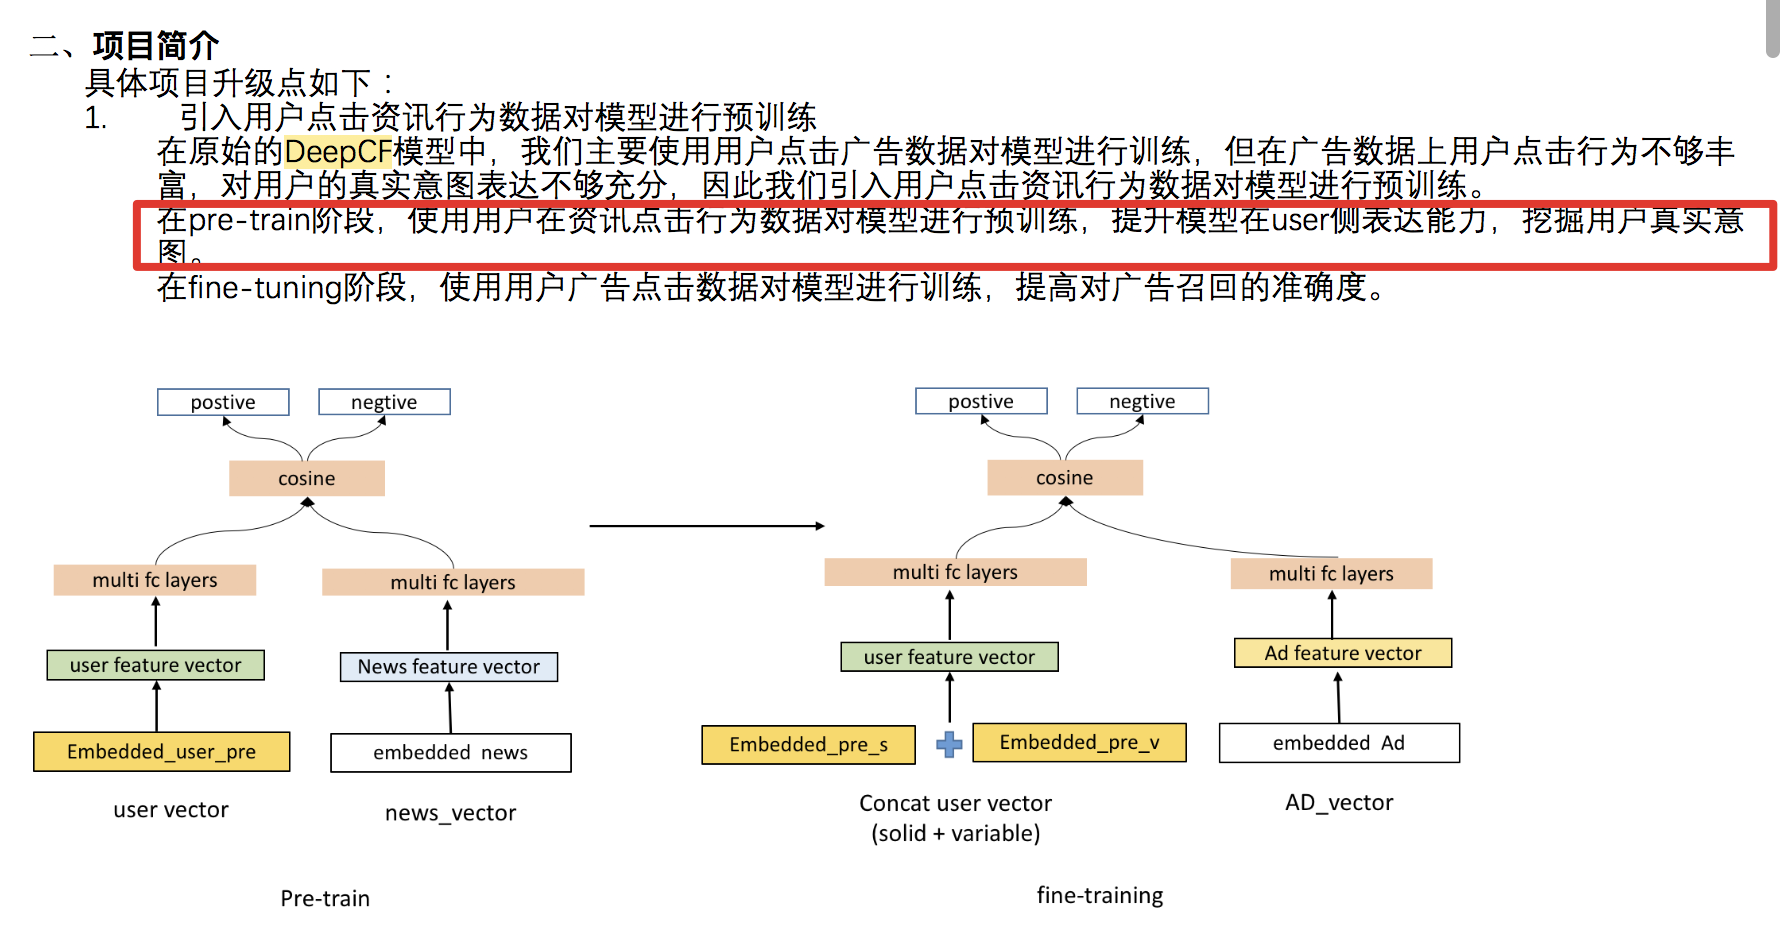 二、项目简介
具体项目升级点如下：
1. 引入用户点击资讯行为数据对模型进行预训练
在原始的DeepCF模型中，我们主要使用用户点击广告数据对模型进行训练，但在广告数据上用户点击行为不够丰
富，对用户的真实意图表达不够充分，因此我们引入用户点击资讯行为数据对模型进行预训练。
在pre-train阶段，使用用户在资讯点击行为数据对模型进行预训练，提升模型在user侧表达能力，挖掘用户真实意
图。
在fine-tuning阶段，使用用户广告点击数据对模型进行训练，提高对广告召回的准确度。
postive negtive
cosine
multi fc layers multi fc layers
user feature vector News feature vector
Embedded_user_pre embedded news
user vector news_vector
Pre-train
postive negtive
cosine
multi fc layers multi fc layers
user feature vector Ad feature vector
Embedded_pre_s Embedded_pre_v embedded Ad
Concat user vector AD_vector
(solid + variable)
fine-training